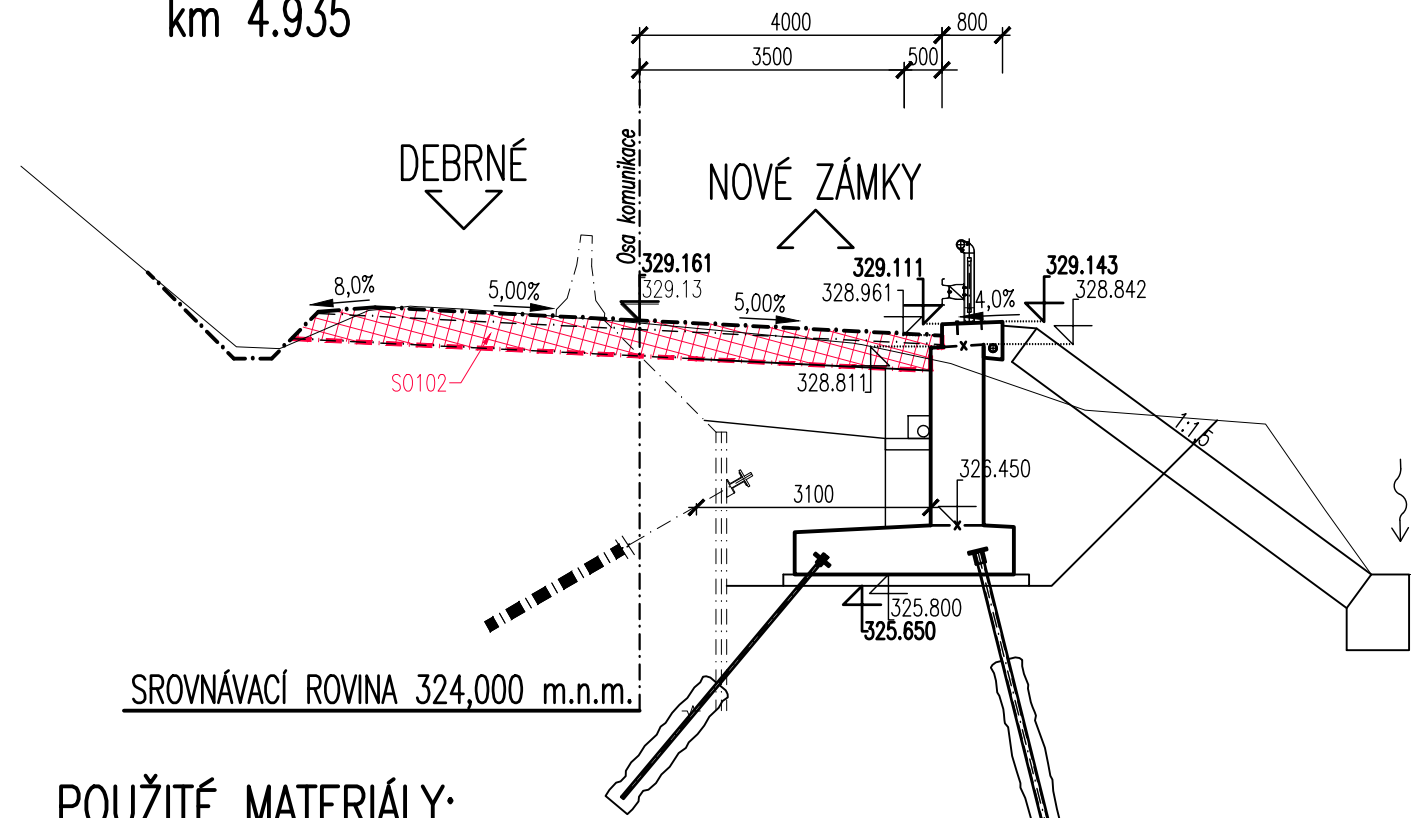 km 4.935
4000
800
3500
500
DEBRNÉ
Osa komunikace
NOVÉ ZÁMKY
329.161
329.13
329.111
328.961
329.143
328.842
8,0%
5,00%
5,00%
4,0%
S0102
328.811
1:1,5
326.450
3100
325.800
325.650
SROVNÁVACÍ ROVINA 324,000 m.n.m.
POUŽITÉ MATERIÁLY: